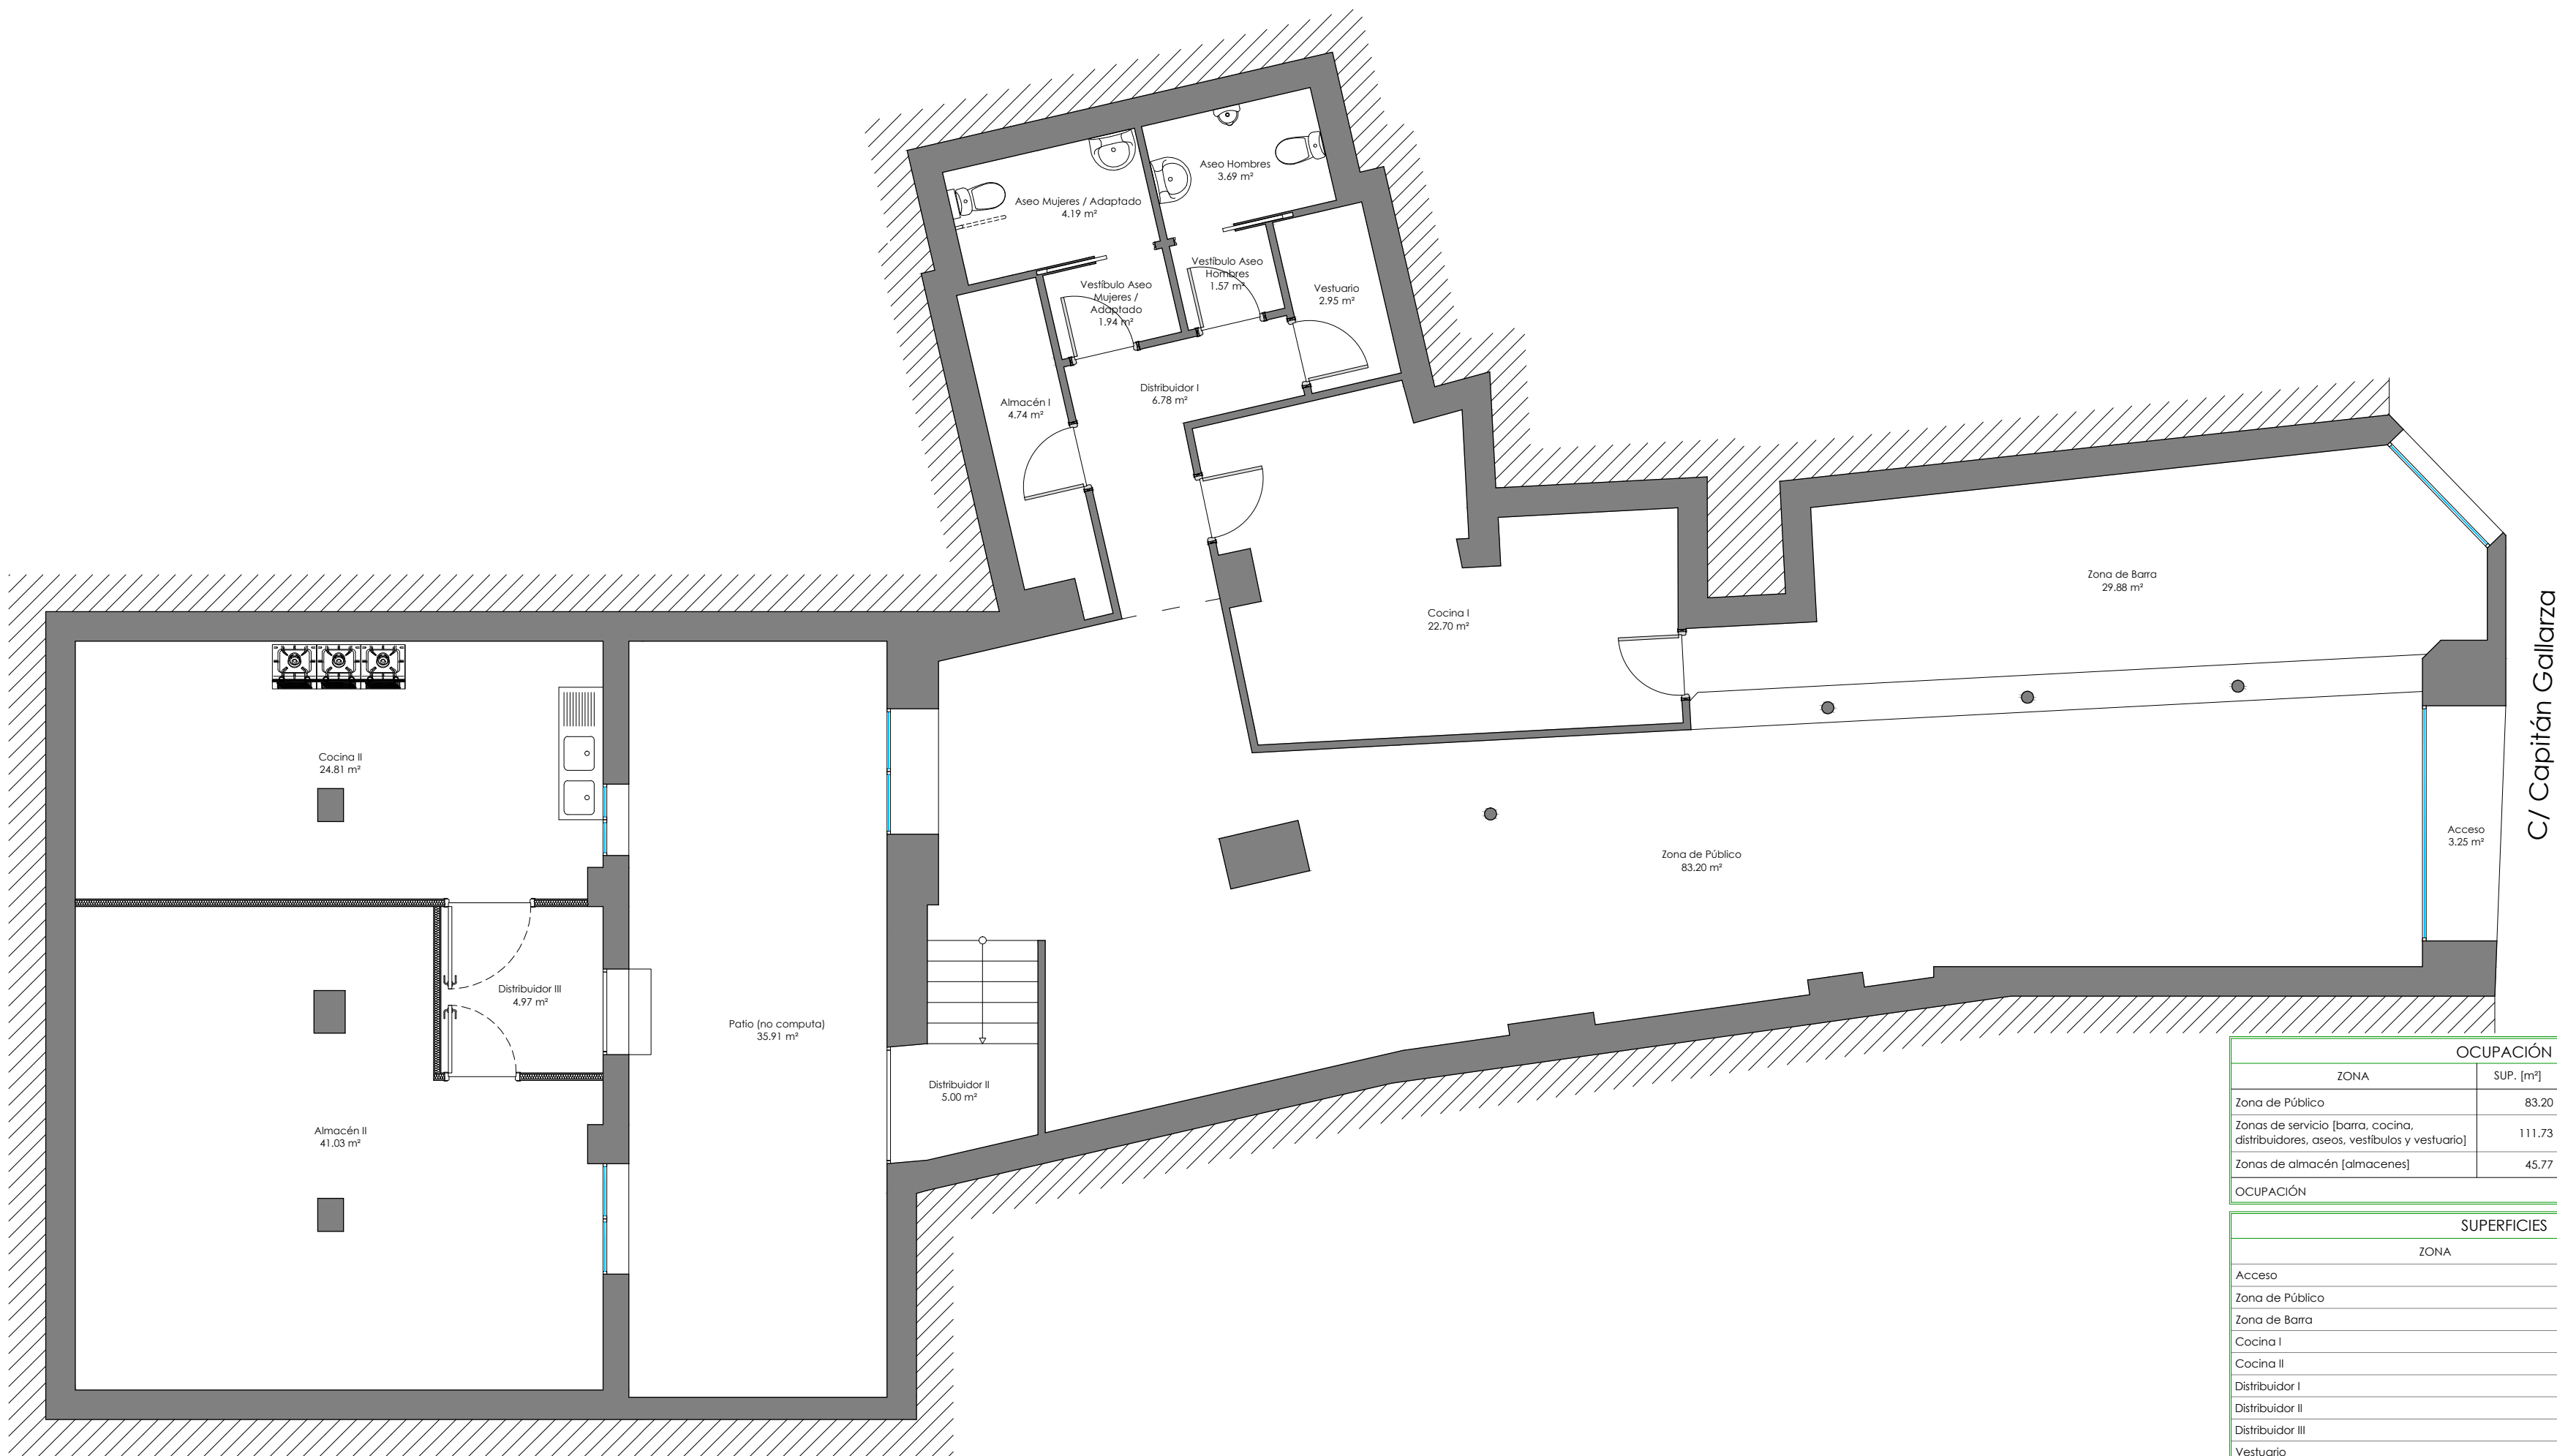 Aseo Hombres
3.69 m²
Aseo Mujeres / Adaptado
4.19 m²
Vestíbulo Aseo
Hombres
1.57 m²
Vestíbulo Aseo
Mujeres /
Adaptado
1.94 m²
Vestuario
2.95 m²
Distribuidor I
6.78 m²
Almacén I
4.74 m²
Zona de Barra
29.88 m²
Cocina I
22.70 m²
C/ Capitán Gallarza
Cocina II
24.81 m²
Acceso
3.25 m²
Zona de Público
83.20 m²
Distribuidor III
4.97 m²
Patio (no computa)
35.91 m²
Distribuidor II
5.00 m²
Almacén II
41.03 m²
OCUPACIÓN
ZONA SUP. [m²]
Zona de Público 83.20
Zonas de servicio [barra, cocina,
distribuidores, aseos, vestíbulos y vestuario] 111.73
Zonas de almacén [almacenes] 45.77
OCUPACIÓN
SUPERFICIES
ZONA
Acceso
Zona de Público
Zona de Barra
Cocina I
Cocina II
Distribuidor I
Distribuidor II
Distribuidor III
Vestuario